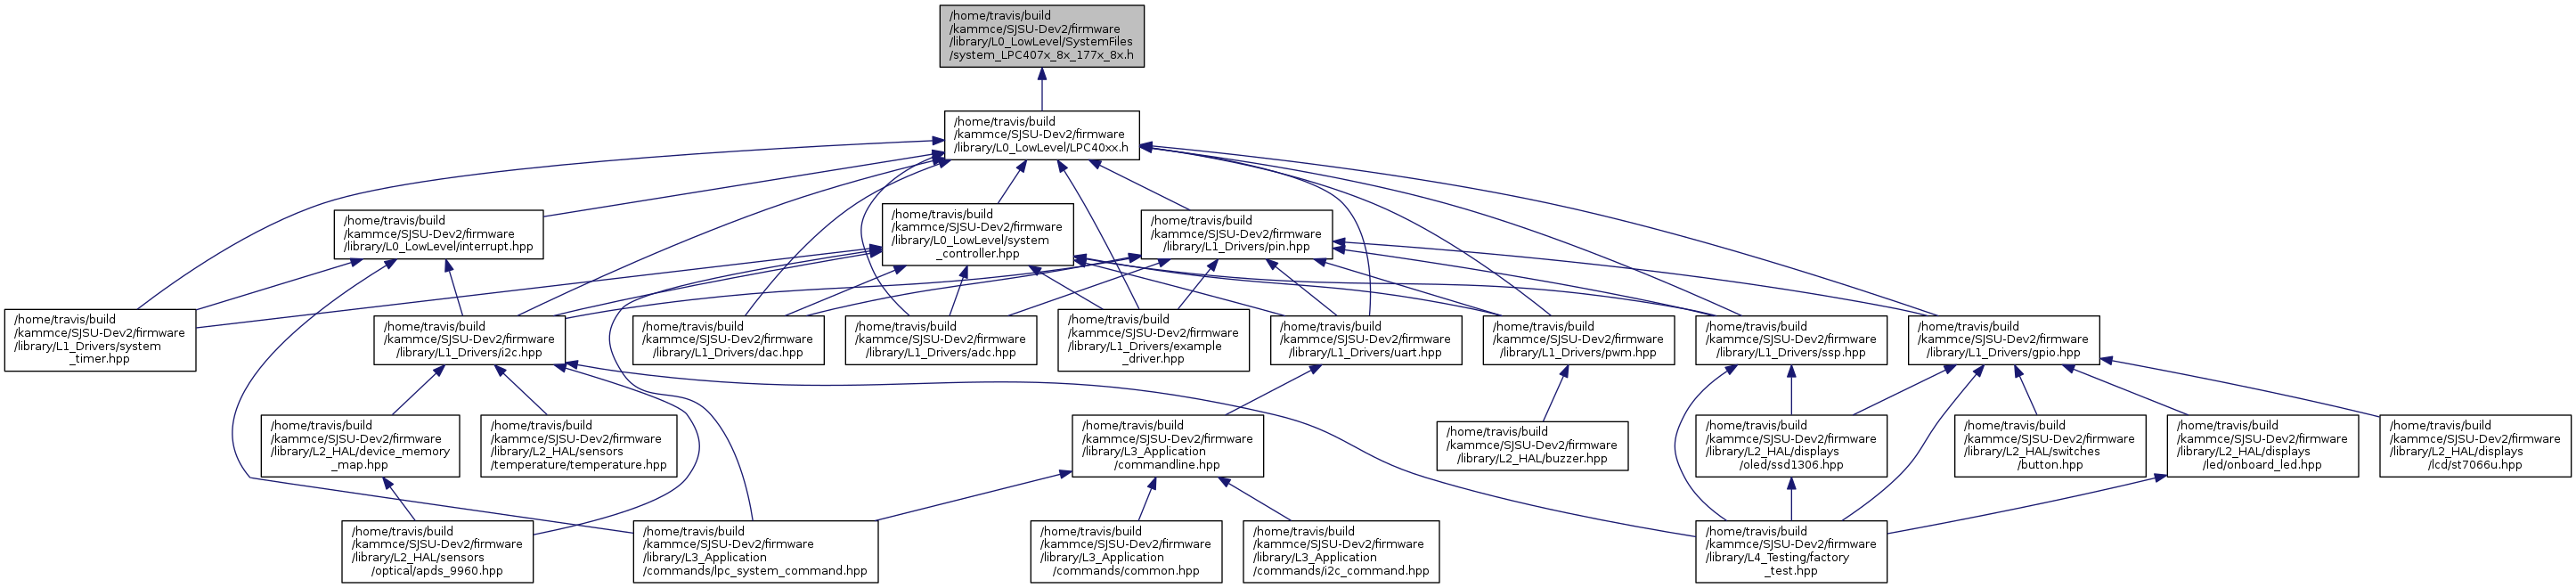 /home/travis/build
/kammce/SJSU-Dev2/firmware
/library/L0_LowLevel/SystemFiles
/system_LPC407x_8x_177x_8x.h
/home/travis/build
/kammce/SJSU-Dev2/firmware
/library/L0_LowLevel/LPC40xx.h
/home/travis/build
/kammce/SJSU-Dev2/firmware
/library/L0_LowLevel/interrupt.hpp
/home/travis/build
/kammce/SJSU-Dev2/firmware
/library/L0_LowLevel/system
_controller.hpp
/home/travis/build
/kammce/SJSU-Dev2/firmware
/library/L1_Drivers/pin.hpp
/home/travis/build
/kammce/SJSU-Dev2/firmware
/library/L1_Drivers/system
_timer.hpp
/home/travis/build
/kammce/SJSU-Dev2/firmware
/library/L1_Drivers/i2c.hpp
/home/travis/build
/kammce/SJSU-Dev2/firmware
/library/L1_Drivers/dac.hpp
/home/travis/build
/kammce/SJSU-Dev2/firmware
/library/L1_Drivers/adc.hpp
/home/travis/build
/kammce/SJSU-Dev2/firmware
/library/L1_Drivers/example
_driver.hpp
/home/travis/build
/kammce/SJSU-Dev2/firmware
/library/L1_Drivers/uart.hpp
/home/travis/build
/kammce/SJSU-Dev2/firmware
/library/L1_Drivers/pwm.hpp
/home/travis/build
/kammce/SJSU-Dev2/firmware
/library/L1_Drivers/ssp.hpp
/home/travis/build
/kammce/SJSU-Dev2/firmware
/library/L1_Drivers/gpio.hpp
/home/travis/build
/kammce/SJSU-Dev2/firmware
/library/L2_HAL/device_memory
_map.hpp
/home/travis/build
/kammce/SJSU-Dev2/firmware
/library/L2_HAL/sensors
/temperature/temperature.hpp
/home/travis/build
/kammce/SJSU-Dev2/firmware
/library/L3_Application
/commandline.hpp
/home/travis/build
/kammce/SJSU-Dev2/firmware
/library/L2_HAL/buzzer.hpp
/home/travis/build
/kammce/SJSU-Dev2/firmware
/library/L2_HAL/displays
/oled/ssd1306.hpp
/home/travis/build
/kammce/SJSU-Dev2/firmware
/library/L2_HAL/switches
/button.hpp
/home/travis/build
/kammce/SJSU-Dev2/firmware
/library/L2_HAL/displays
/led/onboard_led.hpp
/home/travis/build
/kammce/SJSU-Dev2/firmware
/library/L2_HAL/displays
/lcd/st7066u.hpp
/home/travis/build
/kammce/SJSU-Dev2/firmware
/library/L2_HAL/sensors
/optical/apds_9960.hpp
/home/travis/build
/kammce/SJSU-Dev2/firmware
/library/L3_Application
/commands/lpc_system_command.hpp
/home/travis/build
/kammce/SJSU-Dev2/firmware
/library/L3_Application
/commands/common.hpp
/home/travis/build
/kammce/SJSU-Dev2/firmware
/library/L3_Application
/commands/i2c_command.hpp
/home/travis/build
/kammce/SJSU-Dev2/firmware
/library/L4_Testing/factory
_test.hpp